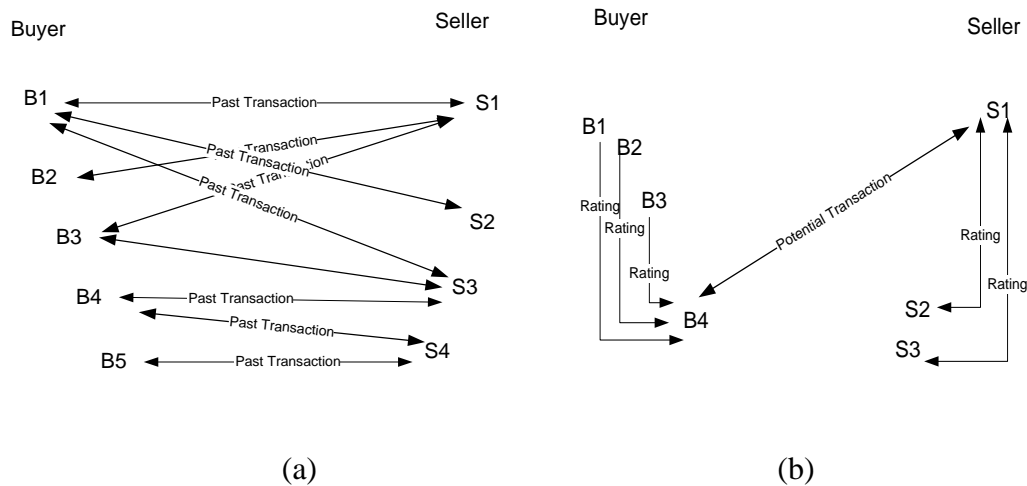 Buyer
Seller
B1
Past Transaction
S1
Past Transaction
B2
Past Transaction
Past Transaction
Past Transaction
S2
B3
S3
B4
Past Transaction
Past Transaction
S4
B5
Past Transaction
(a)
Buyer
Seller
S1
B1
B2
B3
Potential Transaction
Rating
Rating
Rating
Rating
Rating
B4
S2
S3
(b)